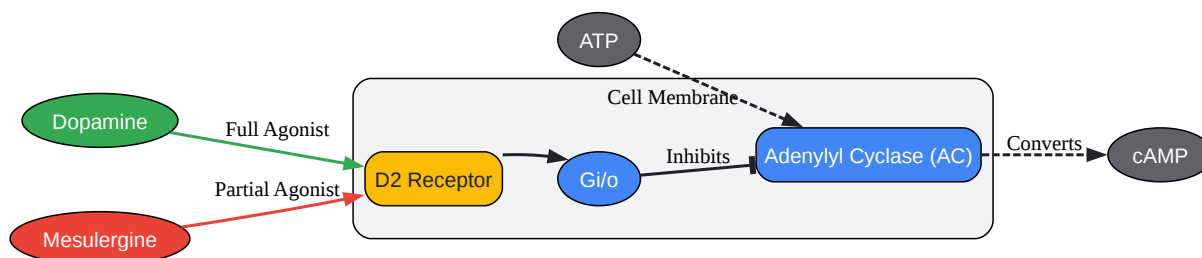 ATP
Cell Membrane
Dopamine
Full Agonist
D2 Receptor
Gi/o
Inhibits
Adenylyl Cyclase (AC)
Converts
cAMP
Partial Agonist
Mesulergine